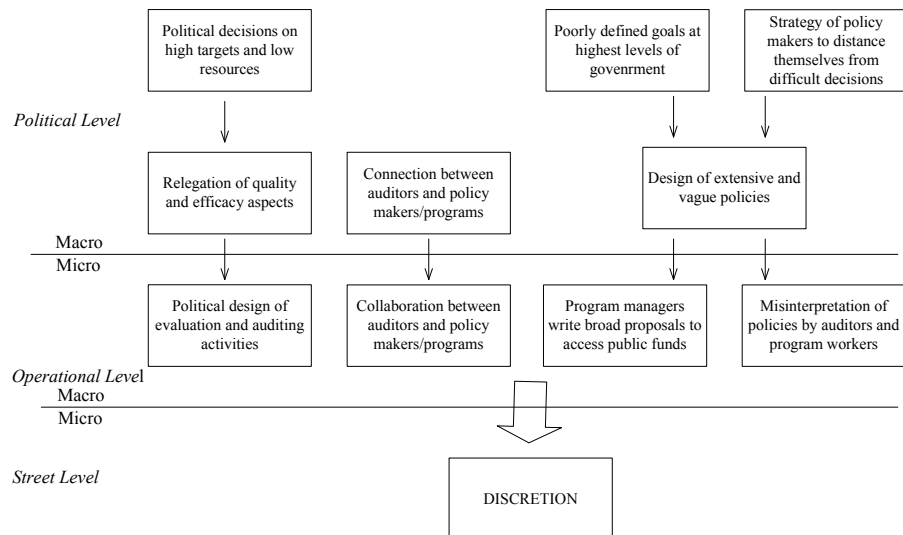 Political decisions on
high targets and low
resources
Poorly defined goals at
highest levels of
govenrment
Strategy of policy
makers to distance
themselves from
difficult decisions
Political Level
Relegation of quality
and efficacy aspects
Connection between
auditors and policy
makers/programs
Design of extensive and
vague policies
Macro
Micro
Political design of
evaluation and auditing
activities
Collaboration between
auditors and policy
makers/programs
Program managers
write broad proposals to
access public funds
Misinterpretation of
policies by auditors and
program workers
Operational Level
Macro
Micro
Street Level
DISCRETION